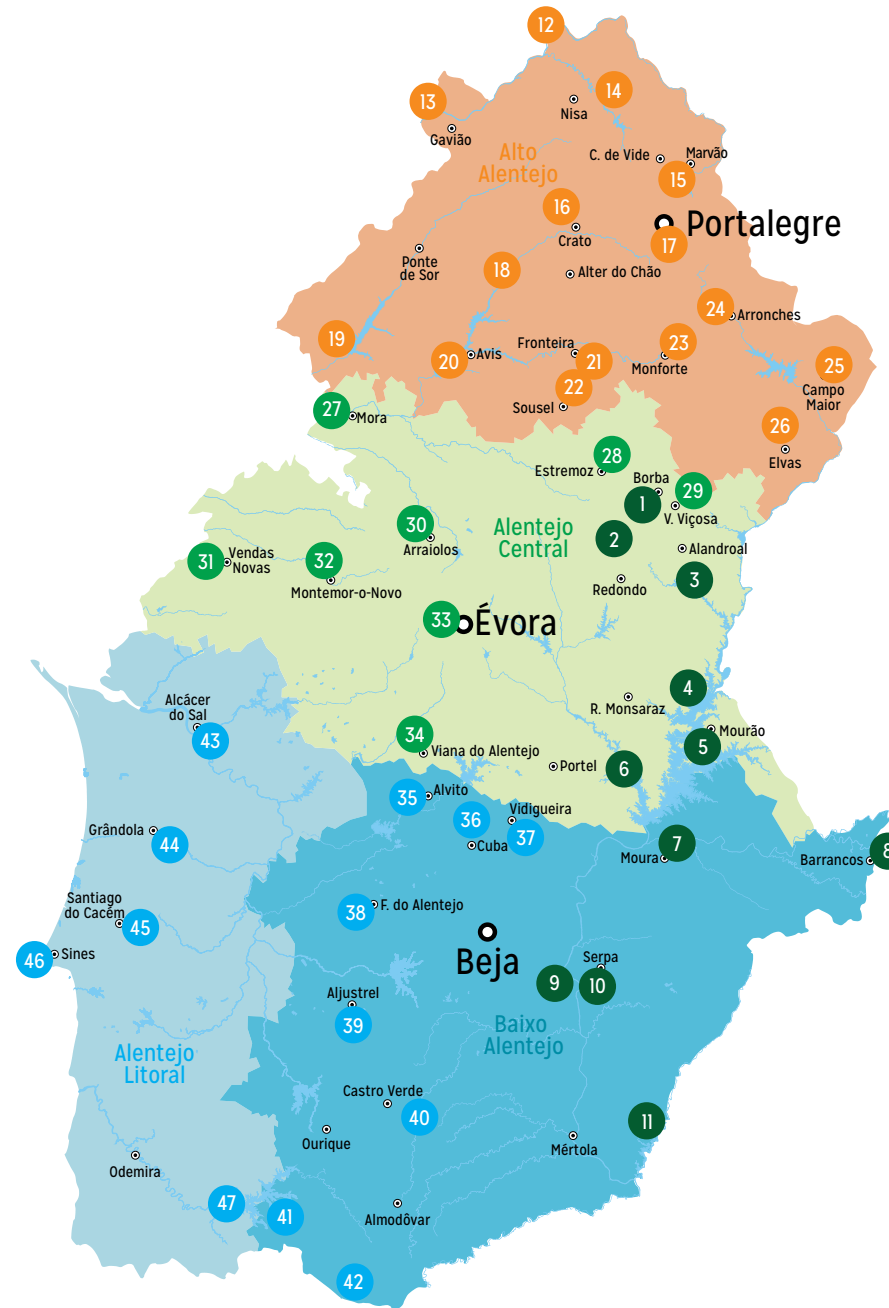 12
14
13
Nisa
Gavião
Alto
Alentejo
C. de Vide
Marvão
15
16
Portalegre
Crato
17
Ponte
de Sor
18
Alter do Chão
24
Arronches
19
20
Avis
Fronteira
21
23
Monforte
25
Campo
Maior
22
Sousel
27
Mora
26
Elvas
28
Estremoz
Borba
29
1
V. Viçosa
30
Arraiolos
Alentejo
Central
2
Alandroal
31
Vendas
Novas
32
Montemor-o-Novo
Redondo
3
33
Évora
4
R. Monsaraz
Alcácer
do Sal
43
34
Viana do Alentejo
Mourão
5
Portel
6
35
Alvito
36
Vidigueira
37
Cuba
Grândola
44
7
Moura
8
Barrancos
Santiago
do Cacém
45
38
F. do Alentejo
Beja
46
Sines
Serpa
9
10
Aljustrel
39
Baixo
Alentejo
Alentejo
Litoral
Castro Verde
40
11
Ourique
Mértola
Odemira
47
41
Almodôvar
42